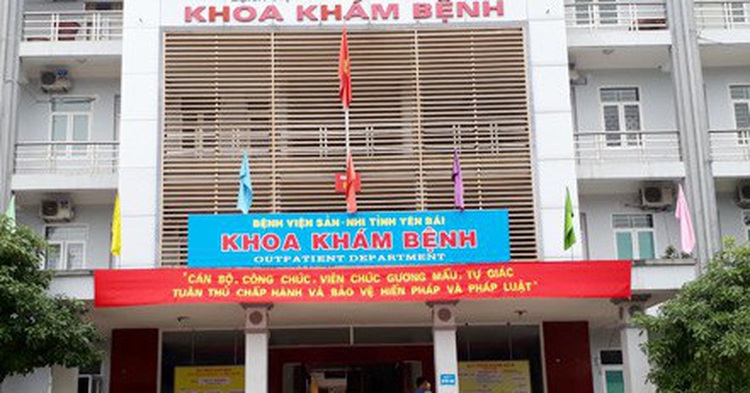 KHOA KHÁM BỆNH
BỆNH VIỆN SẢN - NHI TỈNH YÊN BÁI
KHOA KHÁM BỆNH
OUTPATIENT DEPARTMENT
"CÁN BỘ, CÔNG CHỨC, VIÊN CHỨC GƯƠNG MẪU, TỰ GIÁC
TUÂN THỦ CHẤP HÀNH VÀ BẢO VỆ HIẾN PHÁP VÀ PHÁP LUẬT"